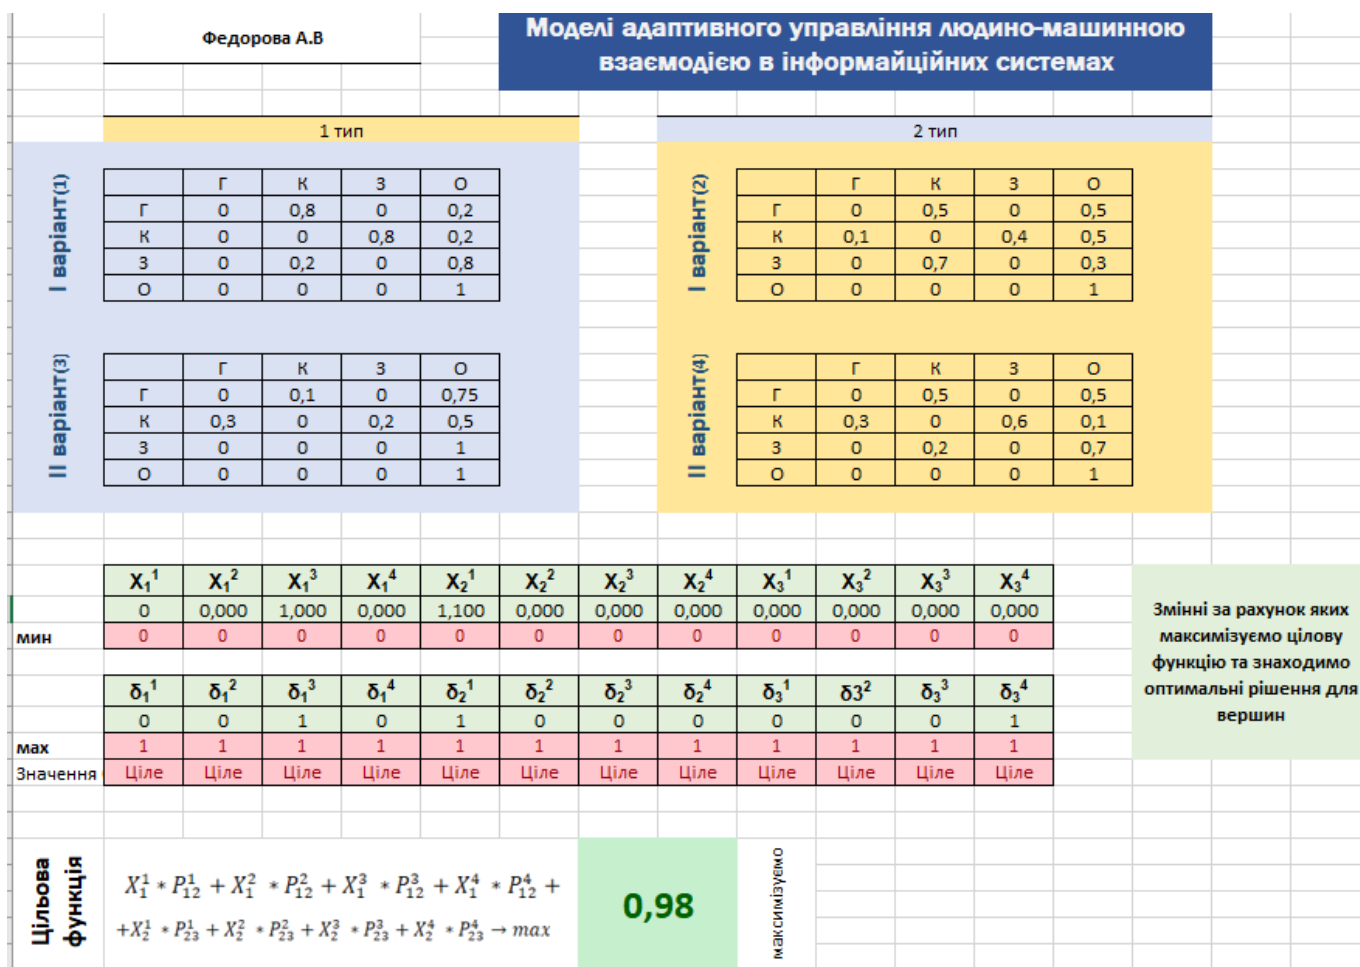 Федорова А.В
Моделі адаптивного управління людино-машинною
взаємодією в інформайційних системах
1 тип
2 тип
I варіант(1)
Г К З О
Г 0 0,8 0 0,2
К 0 0 0,8 0,2
З 0 0,2 0 0,8
О 0 0 0 1
I варіант(2)
Г К З О
Г 0 0,5 0 0,5
К 0,1 0 0,4 0,5
З 0 0,7 0 0,3
О 0 0 0 1
II варіант(3)
Г К З О
Г 0 0,1 0 0,75
К 0,3 0 0,2 0,5
З 0 0 0 1
О 0 0 0 1
II варіант(4)
Г К З О
Г 0 0,5 0 0,5
К 0,3 0 0,6 0,1
З 0 0,2 0 0,7
О 0 0 0 1
X₁¹ X₁² X₁³ X₁⁴ X₂¹ X₂² X₂³ X₂⁴ X₃¹ X₃² X₃³ X₃⁴
0 0,000 1,000 0,000 1,100 0,000 0,000 0,000 0,000 0,000 0,000 0,000
мин 0 0 0 0 0 0 0 0 0 0 0 0
δ₁¹ δ₁² δ₁³ δ₁⁴ δ₂¹ δ₂² δ₂³ δ₂⁴ δ₃¹ δ3² δ₃³ δ₃⁴
0 0 1 0 1 0 0 0 0 0 0 1
мах 1 1 1 1 1 1 1 1 1 1 1 1
Значення Ціле Ціле Ціле Ціле Ціле Ціле Ціле Ціле Ціле Ціле Ціле Ціле
Змінні за рахунок яких
максимізуємо цілову
функцію та знаходимо
оптимальні рішення для
вершин
Цільова
функція
X₁¹ * P₁₂¹ + X₁² * P₁₂² + X₁³ * P₁₂³ + X₁⁴ * P₁₂⁴ +
+X₂¹ * P₂₃¹ + X₂² * P₂₃² + X₂³ * P₂₃³ + X₂⁴ * P₂₃⁴ → max
0,98
максимізуємо